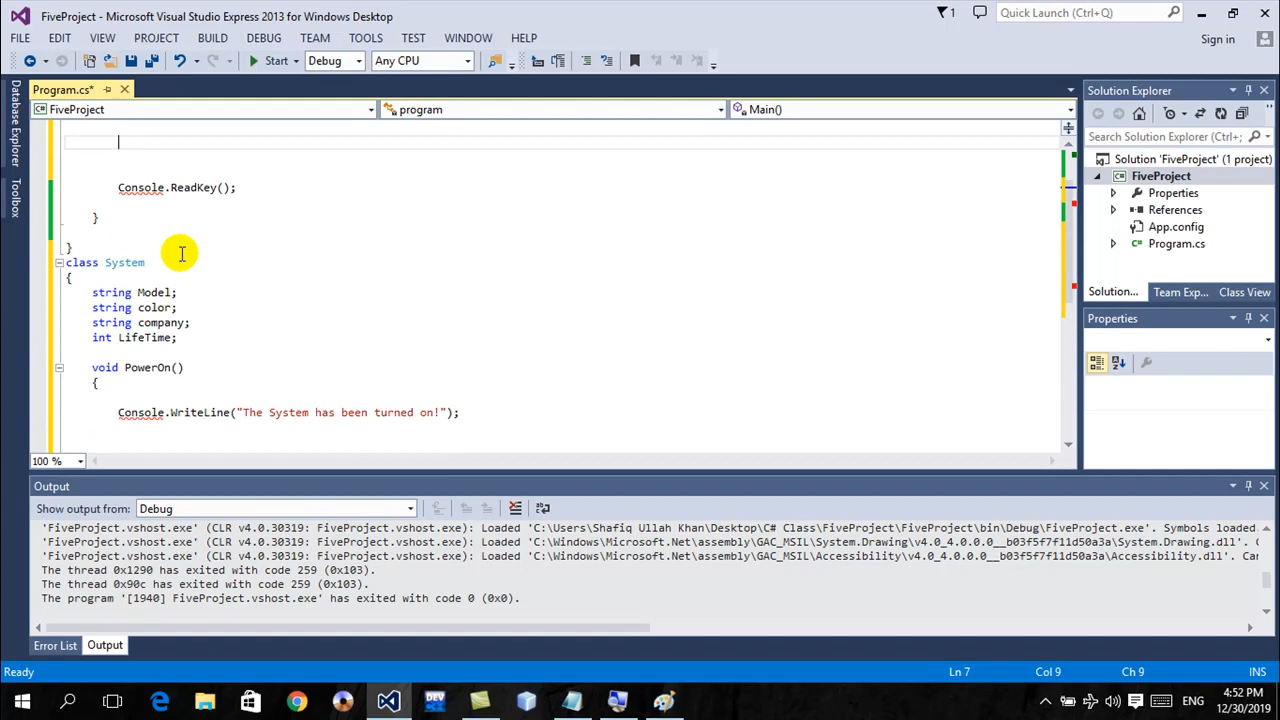 FiveProject - Microsoft Visual Studio Express 2013 for Windows Desktop
1
Quick Launch (Ctrl+Q)
FILE EDIT VIEW PROJECT BUILD DEBUG TEAM TOOLS TEST WINDOW HELP
Sign in
Start Debug Any CPU
Database Explorer
Toolbox
Program.cs*
FiveProject program Main()
Console.ReadKey();
}
}
class System
{
string Model;
string color;
string company;
int LifeTime;
void PowerOn()
{
Console.WriteLine("The System has been turned on!");
100 %
Solution Explorer
Search Solution Explorer (Ctrl+;
Solution 'FiveProject' (1 project)
FiveProject
Properties
References
App.config
Program.cs
Solution... Team Exp... Class View
Properties
Output
Show output from: Debug
'FiveProject.vshost.exe' (CLR v4.0.30319: FiveProject.vshost.exe): Loaded 'C:\Users\Shafiq Ullah Khan\Desktop\C# Class\FiveProject\FiveProject\bin\Debug\FiveProject.exe'. Symbols loaded
'FiveProject.vshost.exe' (CLR v4.0.30319: FiveProject.vshost.exe): Loaded 'C:\Windows\Microsoft.Net\assembly\GAC_MSIL\System.Drawing\v4.0_4.0.0.0__b03f5f7f11d50a3a\System.Drawing.dll'.
'FiveProject.vshost.exe' (CLR v4.0.30319: FiveProject.vshost.exe): Loaded 'C:\Windows\Microsoft.Net\assembly\GAC_MSIL\Accessibility\v4.0_4.0.0.0__b03f5f7f11d50a3a\Accessibility.dll'.
The thread 0x1290 has exited with code 259 (0x103).
The thread 0x90c has exited with code 259 (0x103).
The program '[1940] FiveProject.vshost.exe' has exited with code 0 (0x0).
Error List Output
Ready Ln 7 Col 9 Ch 9 INS
ENG
4:52 PM
12/30/2019